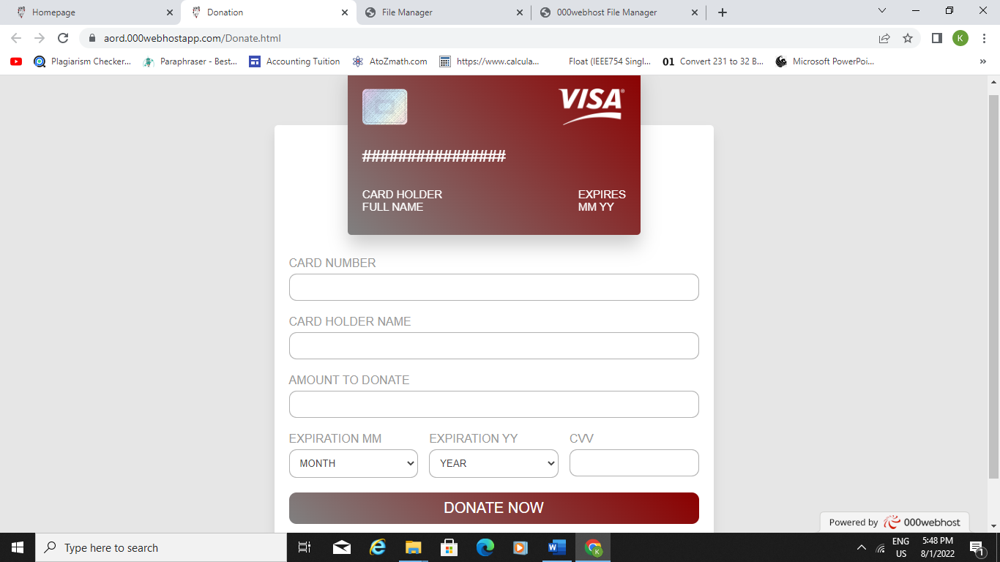 Homepage
Donation
File Manager
000webhost File Manager
aord.000webhostapp.com/Donate.html
K
Plagiarism Checker...
Paraphraser - Best...
Accounting Tuition
AtoZmath.com
https://www.calcula...
Float (IEEE754 Singl...
01 Convert 231 to 32 B...
Microsoft PowerPoi...
»
VISA
################
CARD HOLDER
FULL NAME
EXPIRES
MM YY
CARD NUMBER
CARD HOLDER NAME
AMOUNT TO DONATE
EXPIRATION MM
EXPIRATION YY
CVV
MONTH
YEAR
DONATE NOW
Powered by 000webhost
Type here to search
W
K
ENG
US
5:48 PM
8/1/2022
1